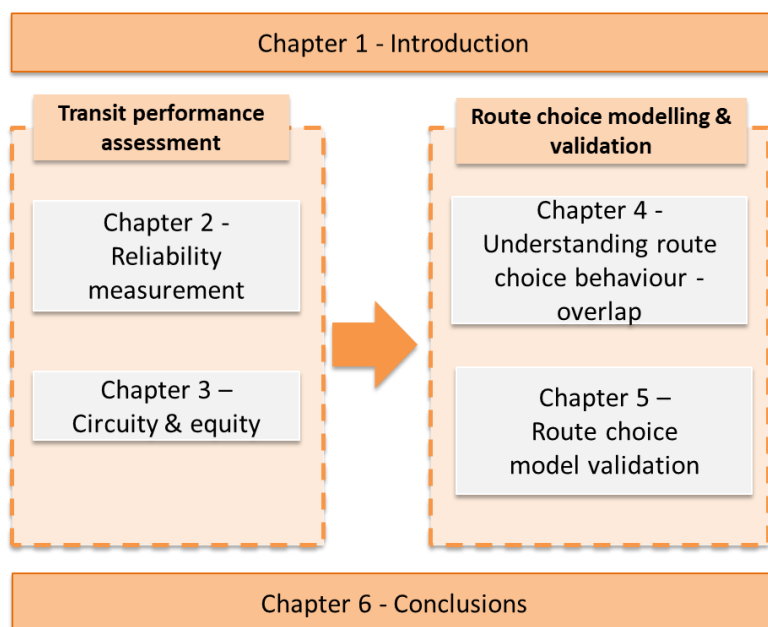 Chapter 1 - Introduction
Transit performance
assessment
Chapter 2 -
Reliability
measurement
Chapter 3 –
Circuity & equity
Route choice modelling &
validation
Chapter 4 -
Understanding route
choice behaviour -
overlap
Chapter 5 –
Route choice
model validation
Chapter 6 - Conclusions